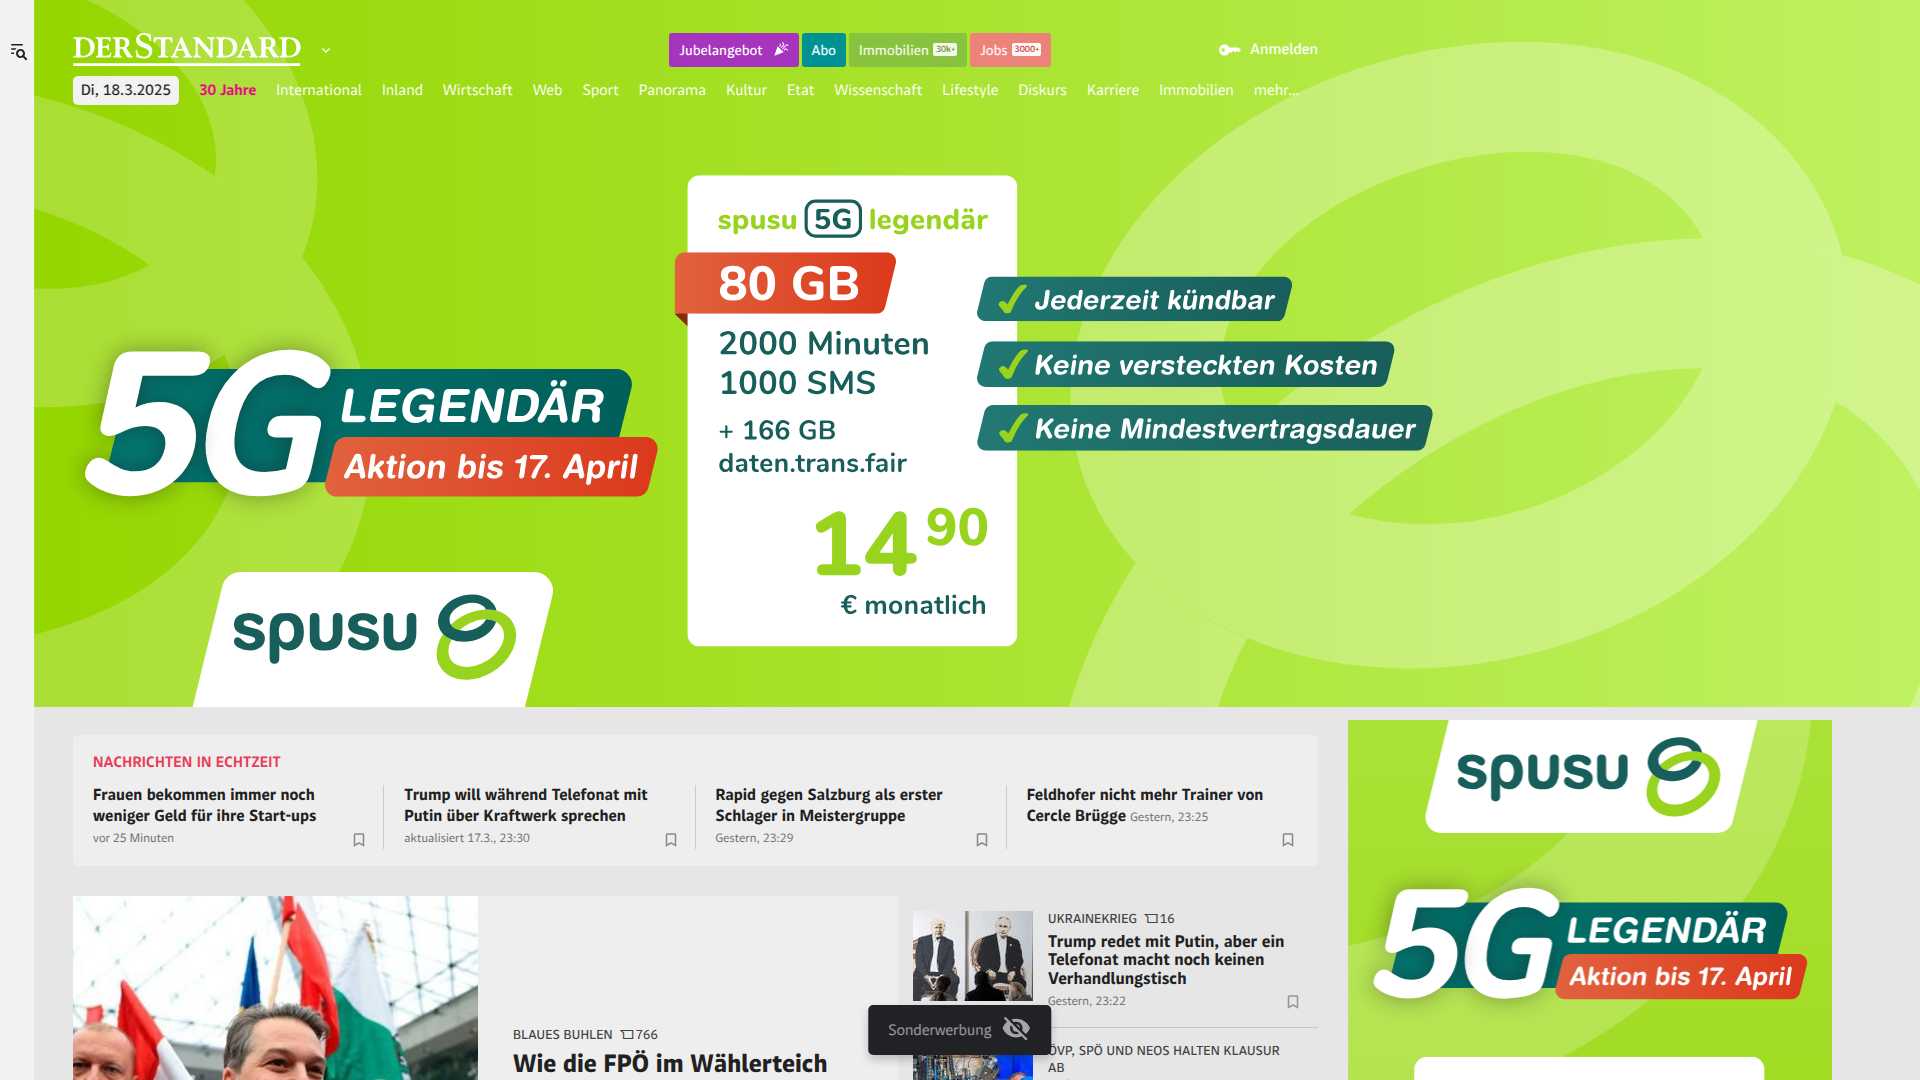 DERSTANDARD
Jubelangebot
Abo
Immobilien 30k+
Jobs 3000+
Anmelden
Di, 18.3.2025
30 Jahre
International
Inland
Wirtschaft
Web
Sport
Panorama
Kultur
Etat
Wissenschaft
Lifestyle
Diskurs
Karriere
Immobilien
mehr...
5G
LEGENDÄR
Aktion bis 17. April
spusu
spusu 5G legendär
80 GB
2000 Minuten
1000 SMS
+ 166 GB
daten.trans.fair
14 90
€ monatlich
Jederzeit kündbar
Keine versteckten Kosten
Keine Mindestvertragsdauer
NACHRICHTEN IN ECHTZEIT
Frauen bekommen immer noch
weniger Geld für ihre Start-ups
vor 25 Minuten
Trump will während Telefonat mit
Putin über Kraftwerk sprechen
aktualisiert 17.3., 23:30
Rapid gegen Salzburg als erster
Schlager in Meistergruppe
Gestern, 23:29
Feldhofer nicht mehr Trainer von
Cercle Brügge Gestern, 23:25
BLAUES BUHLEN 766
Wie die FPÖ im Wählerteich
UKRAINEKRIEG 16
Trump redet mit Putin, aber ein
Telefonat macht noch keinen
Verhandlungstisch
Gestern, 23:22
ÖVP, SPÖ UND NEOS HALTEN KLAUSUR
AB
Sonderwerbung
spusu
5G
LEGENDÄR
Aktion bis 17. April